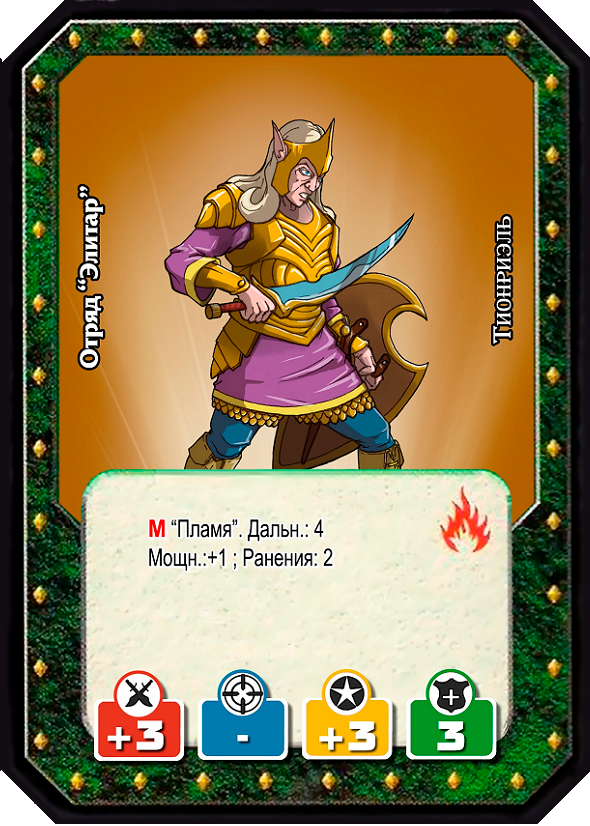 Отряд “Элитар”
Тионриэль
М “Пламя”. Дальн.: 4
Мощн.:+1 ; Ранения: 2
+3 - +3 3